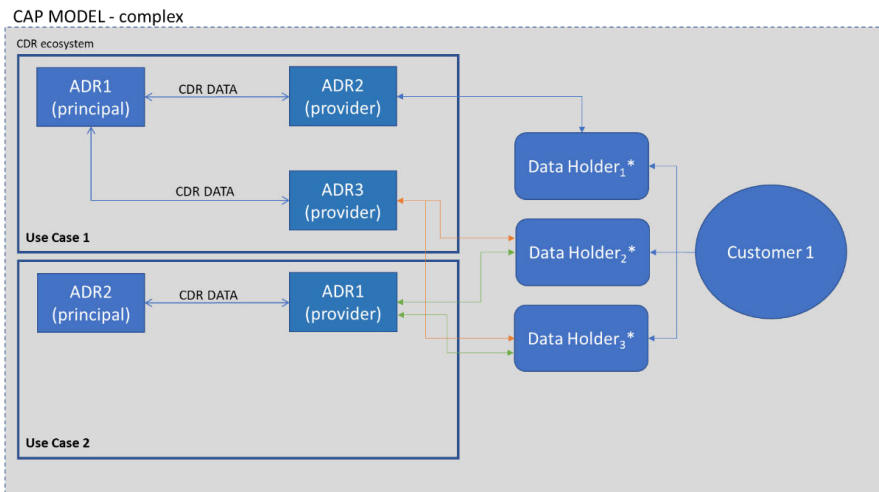 CAP MODEL - complex
CDR ecosystem
ADR1
(principal)
CDR DATA
ADR2
(provider)
CDR DATA
ADR3
(provider)
Use Case 1
ADR2
(principal)
CDR DATA
ADR1
(provider)
Use Case 2
Data Holder₁*
Data Holder₂*
Data Holder₃*
Customer 1